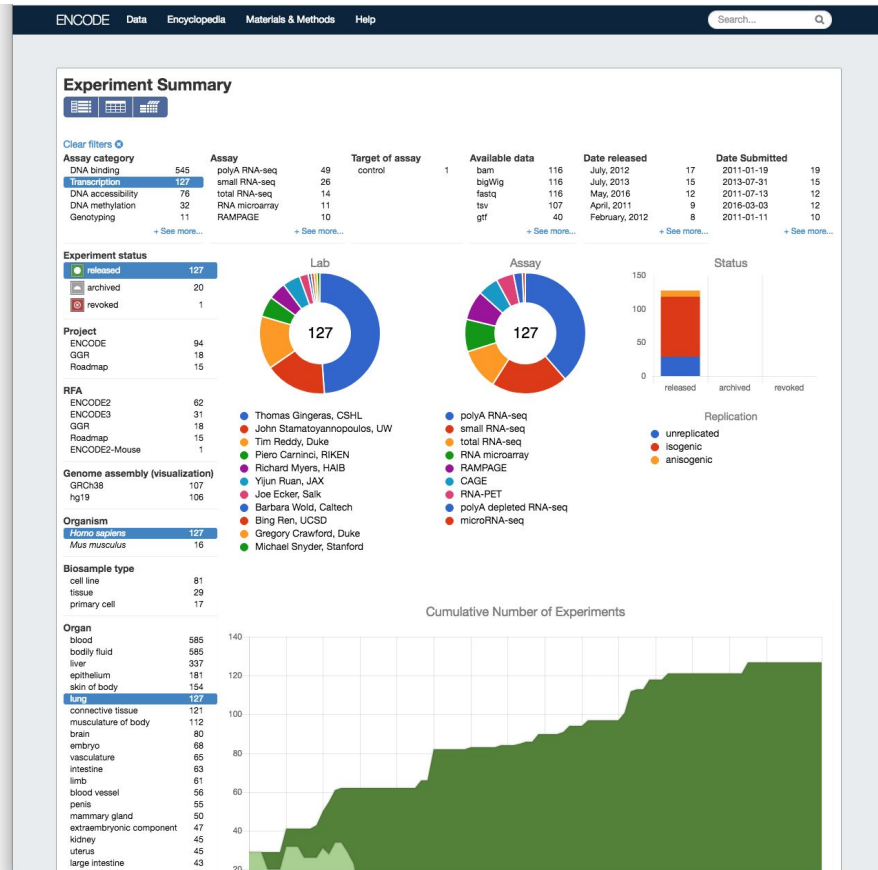 ENCODE Data Encyclopedia Materials & Methods Help Search...
Experiment Summary
Clear filters
Assay category
DNA binding 545
Transcription 127
DNA accessibility 76
DNA methylation 32
Genotyping 11
+ See more...
Assay
polyA RNA-seq 49
small RNA-seq 26
total RNA-seq 14
RNA microarray 11
RAMPAGE 10
+ See more...
Target of assay
control 1
Available data
bam 116
bigWig 116
fastq 116
tsv 107
gtf 40
+ See more...
Date released
July, 2012 17
July, 2013 15
May, 2016 12
April, 2011 9
February, 2012 8
+ See more...
Date Submitted
2011-01-19 19
2013-07-31 15
2011-07-13 12
2016-03-03 12
2011-01-11 10
+ See more...
Experiment status
released 127
archived 20
revoked 1
Project
ENCODE 94
GGR 18
Roadmap 15
RFA
ENCODE2 62
ENCODE3 31
GGR 18
Roadmap 15
ENCODE2-Mouse 1
Genome assembly (visualization)
GRCh38 107
hg19 106
Organism
Homo sapiens 127
Mus musculus 16
Biosample type
cell line 81
tissue 29
primary cell 17
Organ
blood 585
bodily fluid 585
liver 337
epithelium 181
skin of body 154
lung 127
connective tissue 121
musculature of body 112
brain 80
embryo 68
vasculature 65
intestine 63
limb 61
blood vessel 56
penis 55
mammary gland 50
extraembryonic component 47
kidney 45
uterus 45
large intestine 43
Lab
127
Thomas Gingeras, CSHL
John Stamatoyannopoulos, UW
Tim Reddy, Duke
Piero Carninci, RIKEN
Richard Myers, HAIB
Yijun Ruan, JAX
Joe Ecker, Salk
Barbara Wold, Caltech
Bing Ren, UCSD
Gregory Crawford, Duke
Michael Snyder, Stanford
Assay
127
polyA RNA-seq
small RNA-seq
total RNA-seq
RNA microarray
RAMPAGE
CAGE
RNA-PET
polyA depleted RNA-seq
microRNA-seq
Status
150
100
50
0
released archived revoked
Replication
unreplicated
isogenic
anisogenic
Cumulative Number of Experiments
140
120
100
80
60
40
20